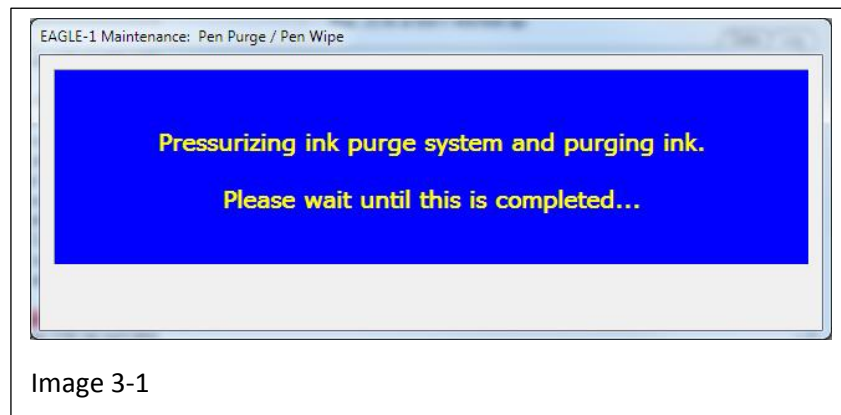 EAGLE-1 Maintenance: Pen Purge / Pen Wipe
Pressurizing ink purge system and purging ink.
Please wait until this is completed...
Image 3-1